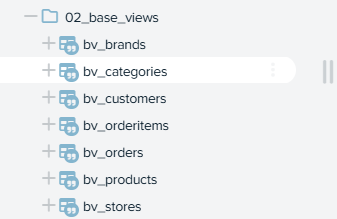 02_base_views
bv_brands
bv_categories
bv_customers
bv_orderitems
bv_orders
bv_products
bv_stores